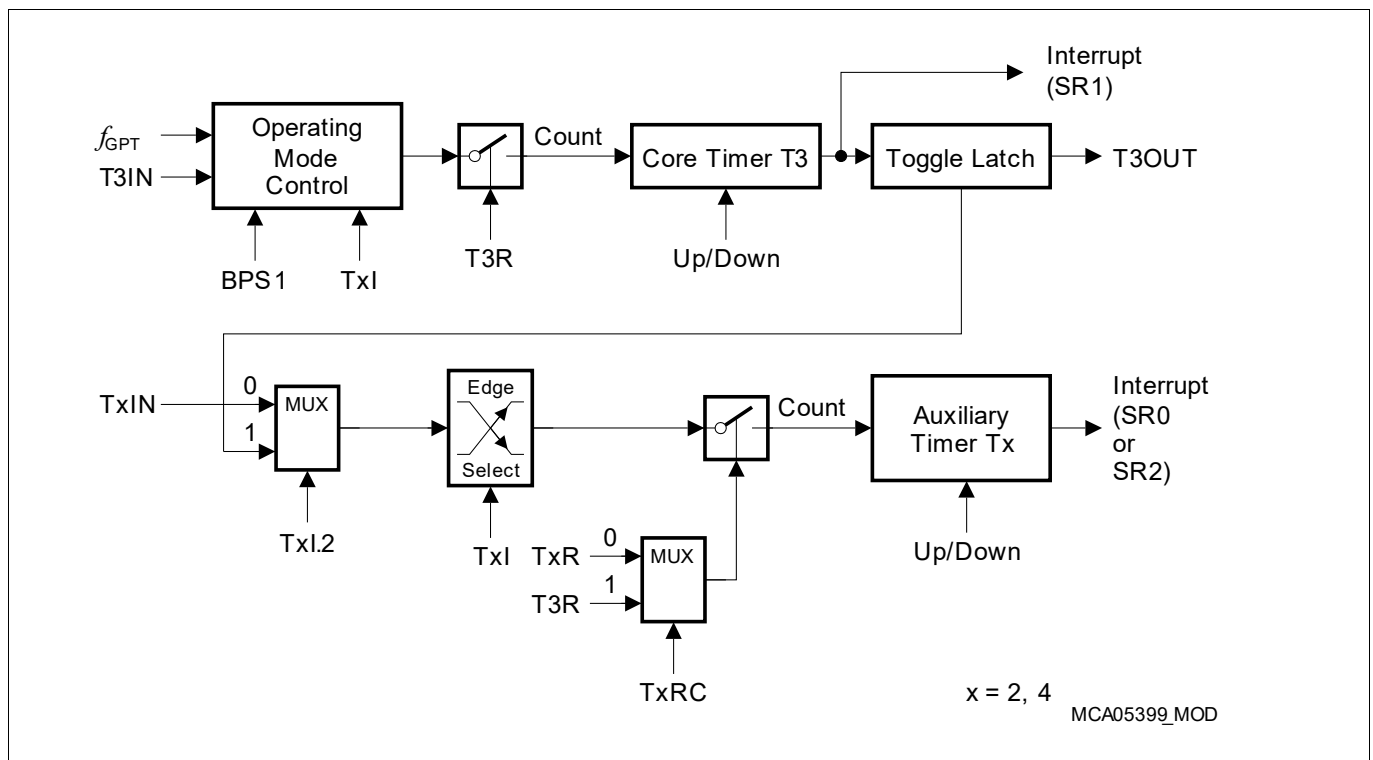 Interrupt
(SR1)
Operating
Mode
Control
fGPT
T3IN
Count
Core Timer T3
Toggle Latch
T3OUT
BPS1
TxI
T3R
Up/Down
TxIN
0
1
MUX
TxI.2
Edge
Select
TxI
Count
Auxiliary
Timer Tx
Interrupt
(SR0
or
SR2)
Up/Down
TxR
0
T3R
1
MUX
TxRC
x = 2, 4
MCA05399_MOD